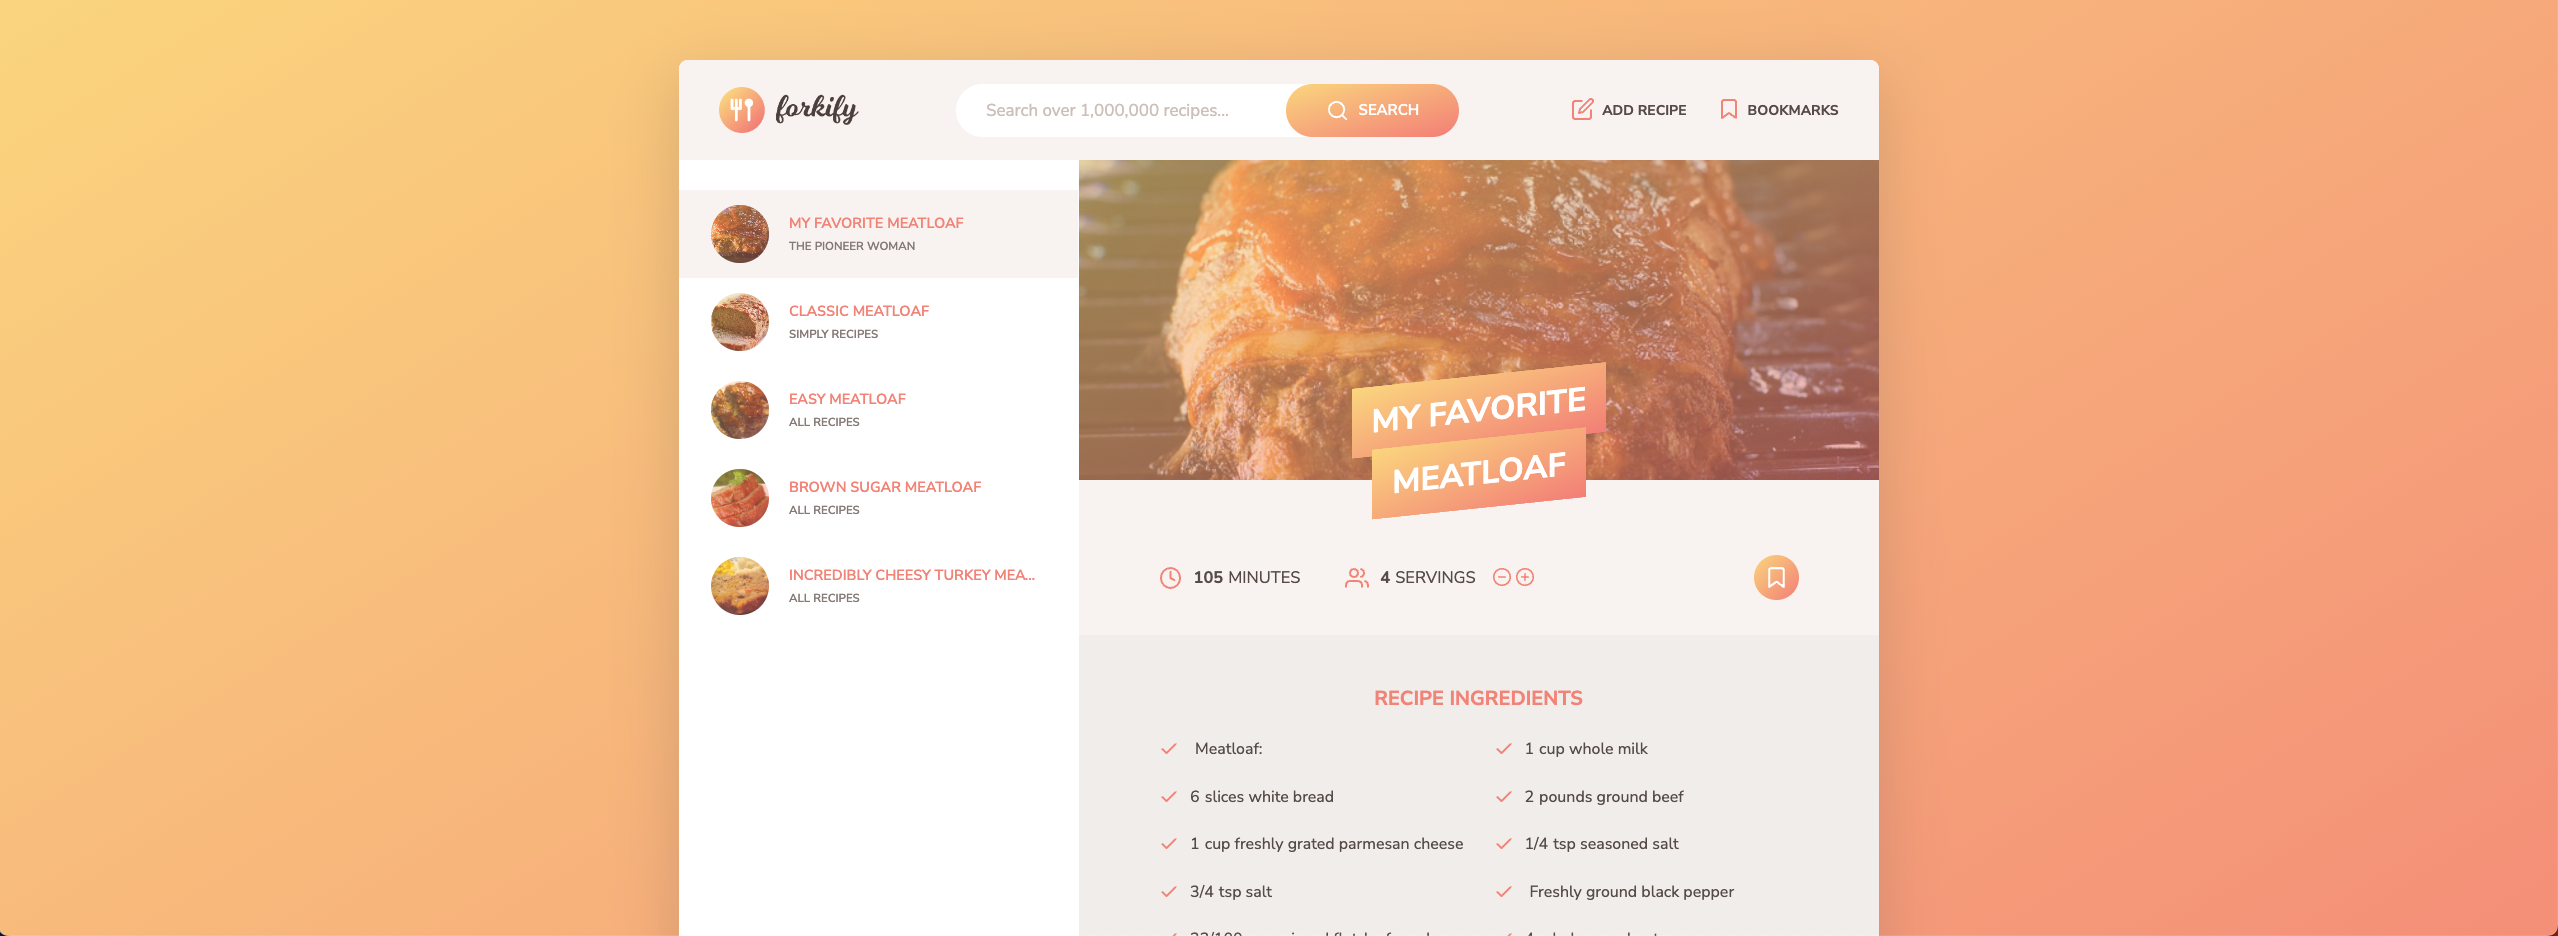 forkify
Search over 1,000,000 recipes...
SEARCH
ADD RECIPE
BOOKMARKS
MY FAVORITE MEATLOAF
THE PIONEER WOMAN
CLASSIC MEATLOAF
SIMPLY RECIPES
EASY MEATLOAF
ALL RECIPES
BROWN SUGAR MEATLOAF
ALL RECIPES
INCREDIBLY CHEESY TURKEY MEA...
ALL RECIPES
MY FAVORITE
MEATLOAF
105 MINUTES
4 SERVINGS
RECIPE INGREDIENTS
Meatloaf:
1 cup whole milk
6 slices white bread
2 pounds ground beef
1 cup freshly grated parmesan cheese
1/4 tsp seasoned salt
3/4 tsp salt
Freshly ground black pepper